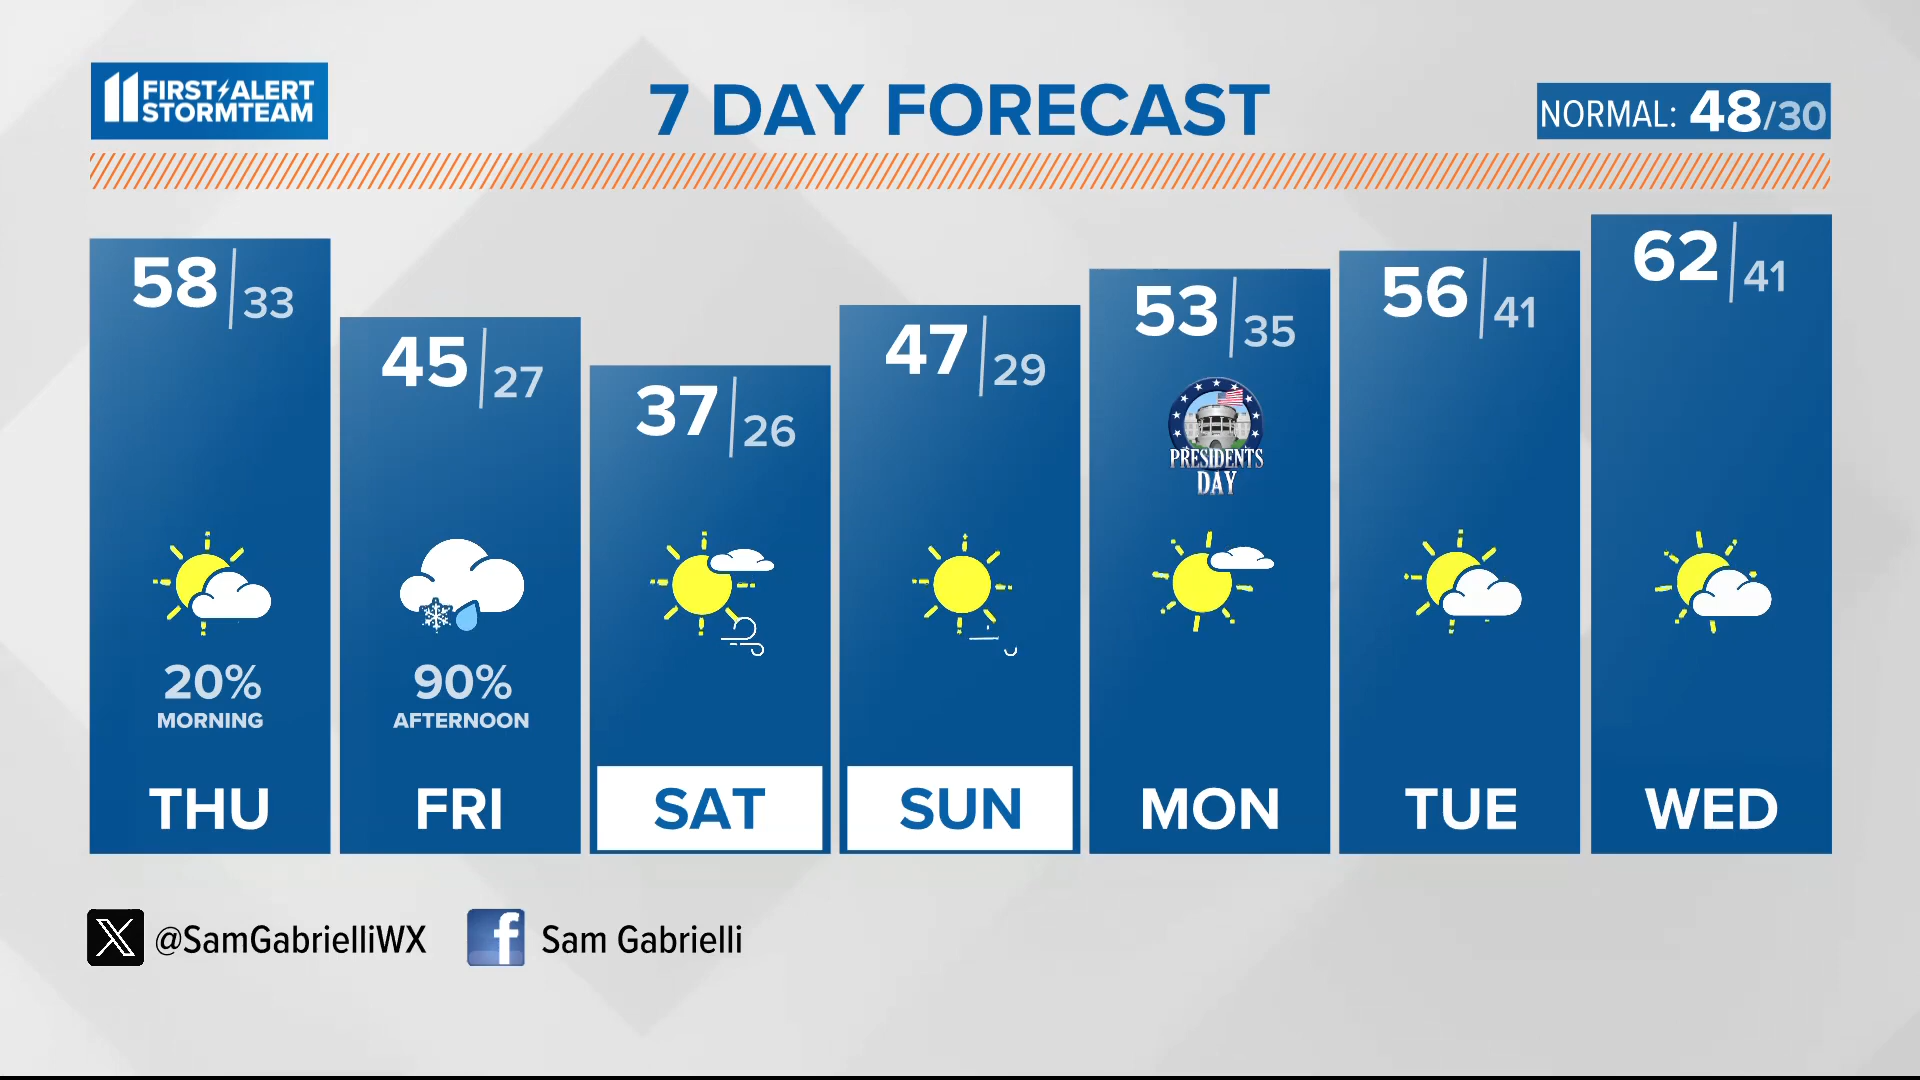 11 FIRST ALERT
STORMTEAM
7 DAY FORECAST
NORMAL: 48/30
58/33
20%
MORNING
THU
45/27
90%
AFTERNOON
FRI
37/26
SAT
47/29
SUN
53/35
PRESIDENTS
DAY
MON
56/41
TUE
62/41
WED
@SamGabrielliWX
f Sam Gabrielli